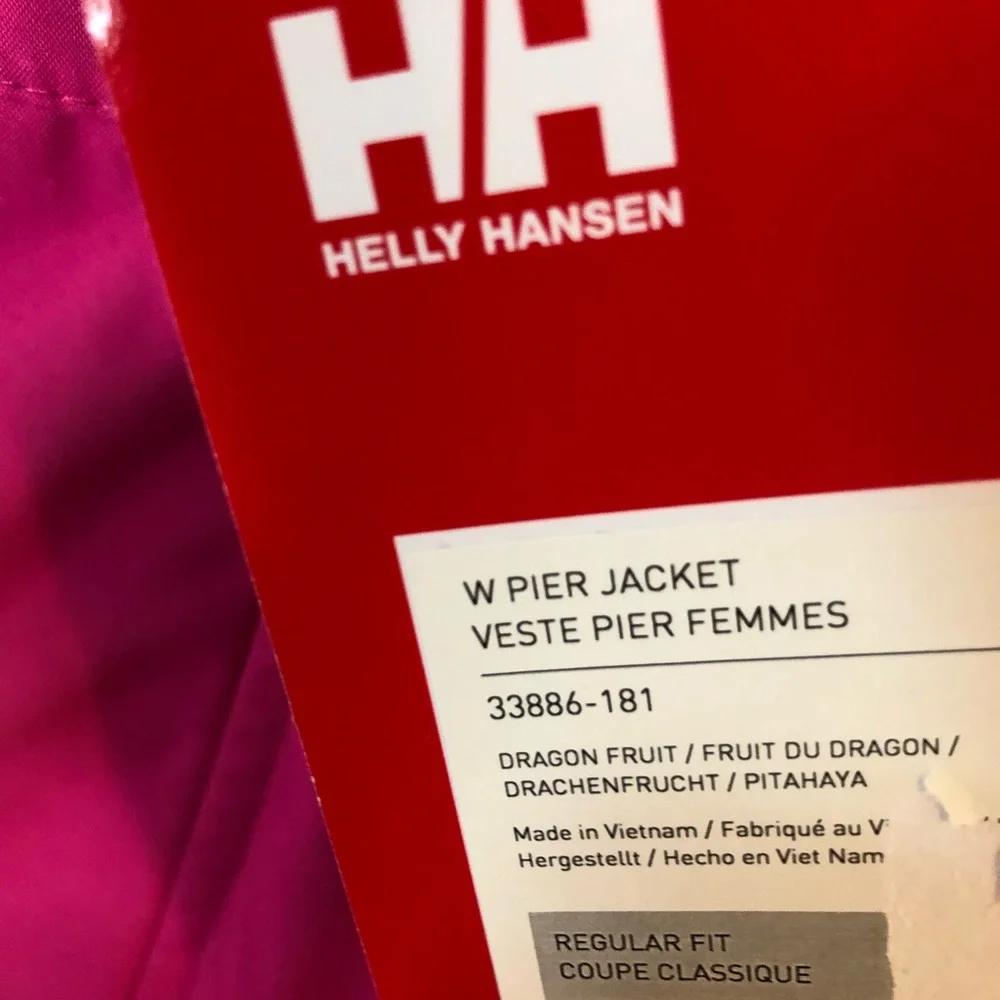 HH
HELLY HANSEN
W PIER JACKET
VESTE PIER FEMMES
33886-181
DRAGON FRUIT / FRUIT DU DRAGON /
DRACHENFRUCHT / PITAHAYA
Made in Vietnam / Fabriqué au
Hergestellt / Hecho en Viet Nam
REGULAR FIT
COUPE CLASSIQUE